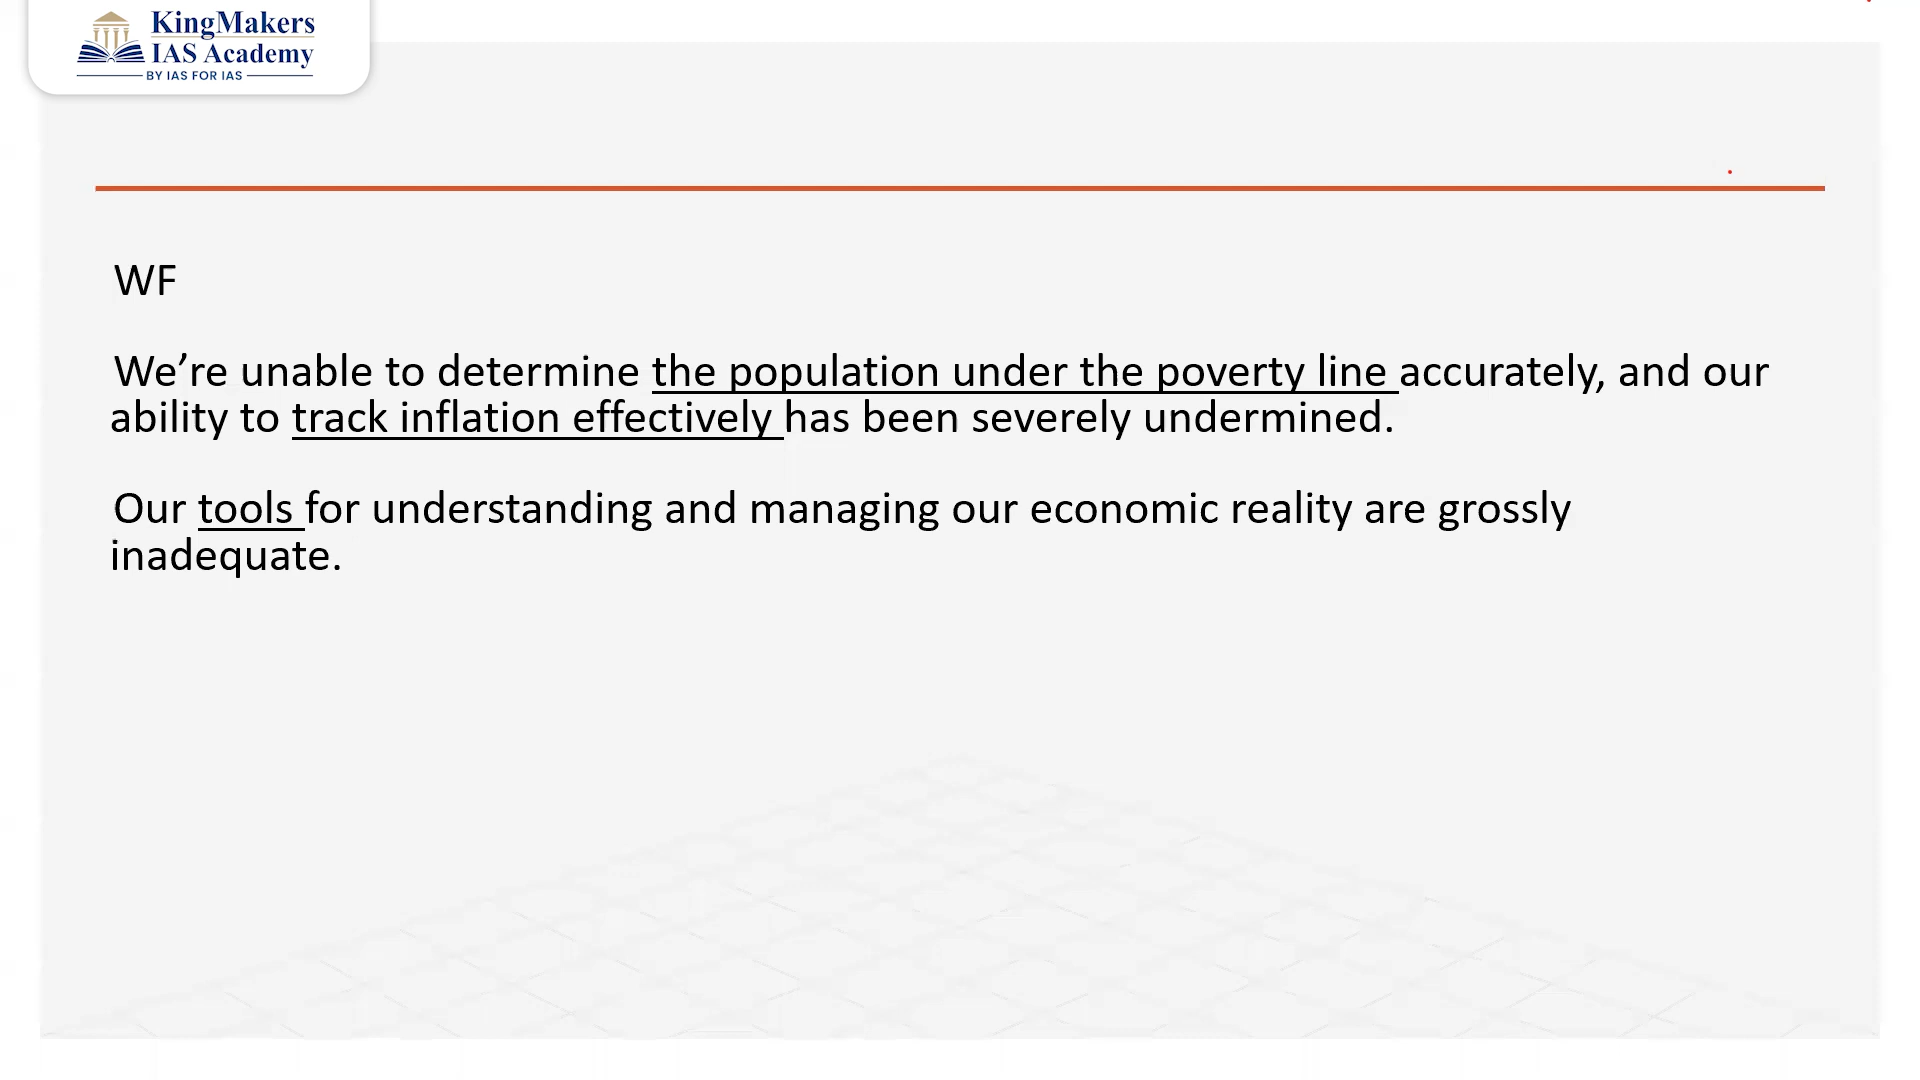 KingMakers
IAS Academy
BY IAS FOR IAS
WF
We’re unable to determine the population under the poverty line accurately, and our
ability to track inflation effectively has been severely undermined.
Our tools for understanding and managing our economic reality are grossly
inadequate.